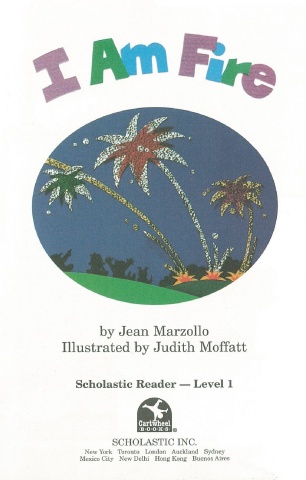 I Am Fire
by Jean Marzollo
Illustrated by Judith Moffatt
Scholastic Reader — Level 1
Cartwheel
BOOKS
SCHOLASTIC INC.
New York Toronto London Auckland Sydney
Mexico City New Delhi Hong Kong Buenos Aires